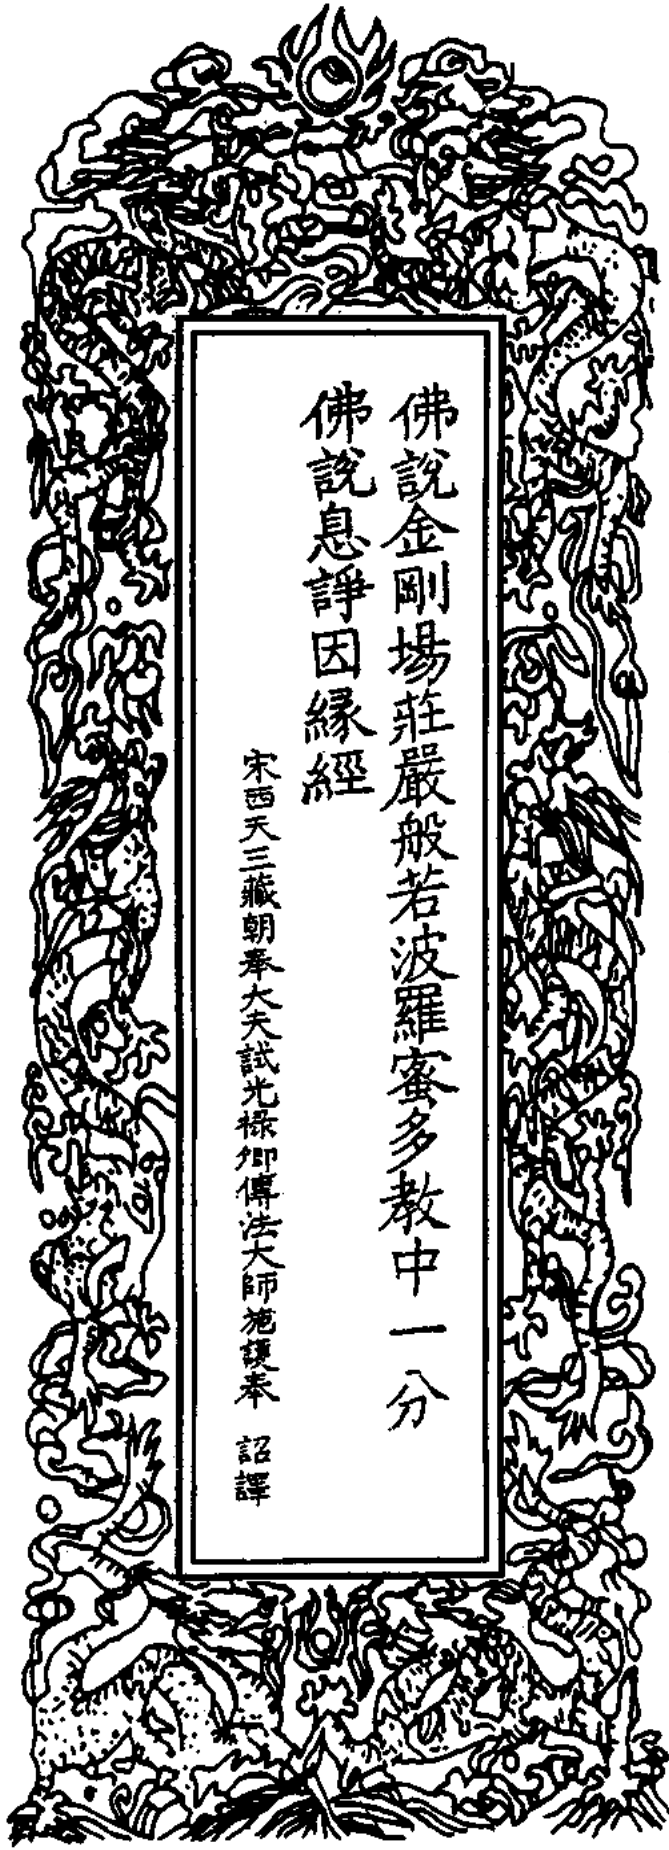 佛說金剛場莊嚴般若波羅蜜多教中一分
佛說息諍因緣經
宋西天三藏朝奉大夫試光祿卿傳法大師施護奉 詔譯